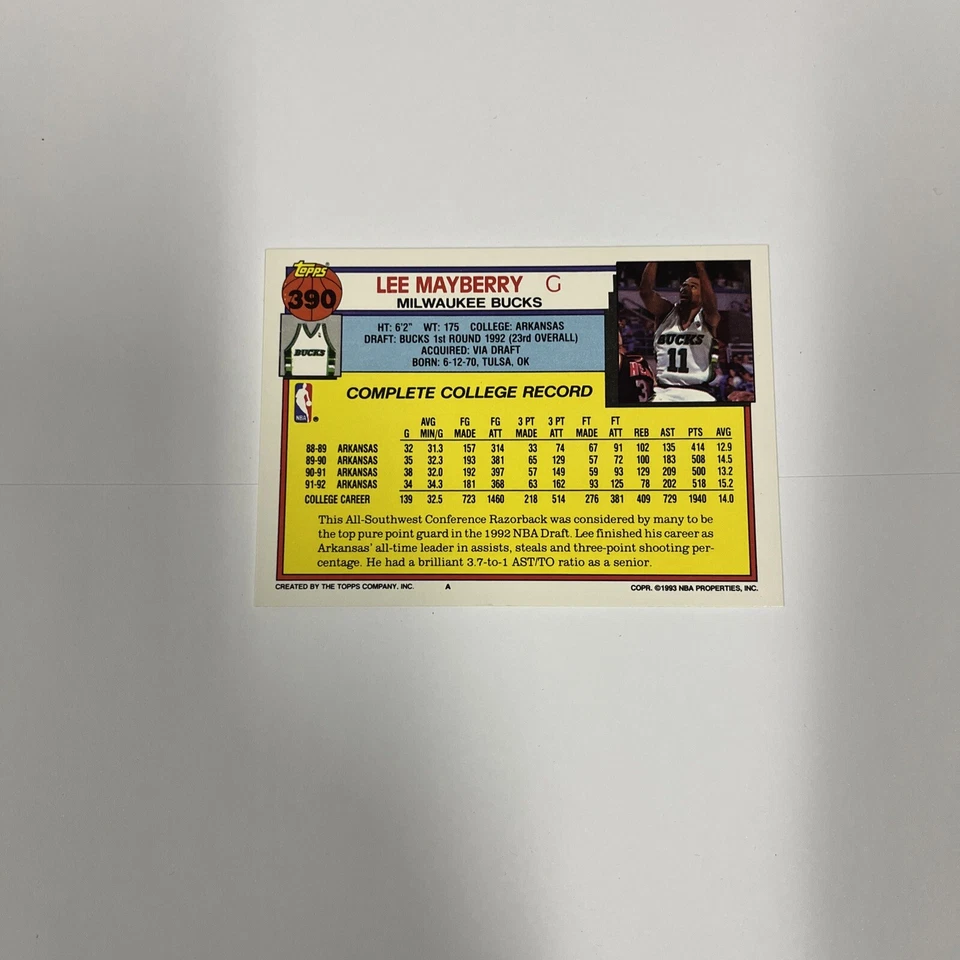 Topps
390
LEE MAYBERRY G
MILWAUKEE BUCKS
BUCKS
HT: 6'2" WT: 175 COLLEGE: ARKANSAS
DRAFT: BUCKS 1st ROUND 1992 (23rd OVERALL)
ACQUIRED: VIA DRAFT
BORN: 6-12-70, TULSA, OK
BUCKS
11
3
NBA
COMPLETE COLLEGE RECORD
AVG FG FG 3 PT 3 PT FT FT
G MIN/G MADE ATT MADE ATT MADE ATT REB AST PTS AVG
88-89 ARKANSAS 32 31.3 157 314 33 74 67 91 102 135 414 12.9
89-90 ARKANSAS 35 32.3 193 381 65 129 57 72 100 183 508 14.5
90-91 ARKANSAS 38 32.0 192 397 57 149 59 93 129 209 500 13.2
91-92 ARKANSAS 34 34.3 181 368 63 162 93 125 78 202 518 15.2
COLLEGE CAREER 139 32.5 723 1460 218 514 276 381 409 729 1940 14.0
This All-Southwest Conference Razorback was considered by many to be
the top pure point guard in the 1992 NBA Draft. Lee finished his career as
Arkansas' all-time leader in assists, steals and three-point shooting per-
centage. He had a brilliant 3.7-to-1 AST/TO ratio as a senior.
CREATED BY THE TOPPS COMPANY, INC. A COPR. ©1993 NBA PROPERTIES, INC.